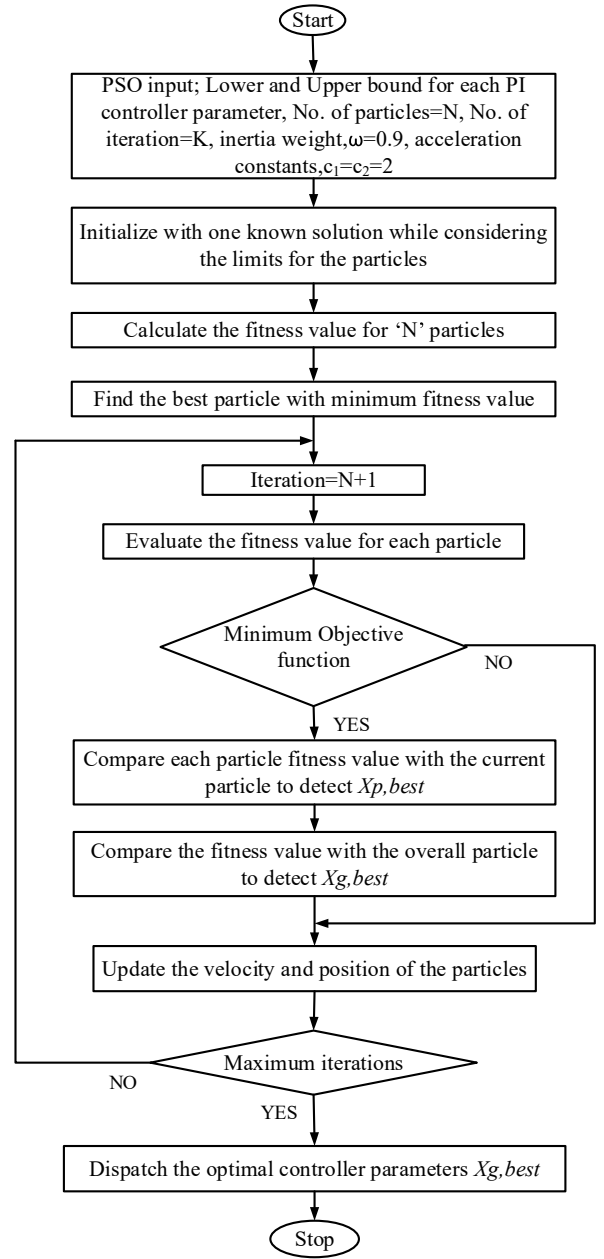 Start
PSO input; Lower and Upper bound for each PI
controller parameter, No. of particles=N, No. of
iteration=K, inertia weight,ω=0.9, acceleration
constants,c₁=c₂=2
Initialize with one known solution while considering
the limits for the particles
Calculate the fitness value for ‘N’ particles
Find the best particle with minimum fitness value
Iteration=N+1
Evaluate the fitness value for each particle
Minimum Objective
function
NO
YES
Compare each particle fitness value with the current
particle to detect Xp,best
Compare the fitness value with the overall particle
to detect Xg,best
Update the velocity and position of the particles
Maximum iterations
NO
YES
Dispatch the optimal controller parameters Xg,best
Stop